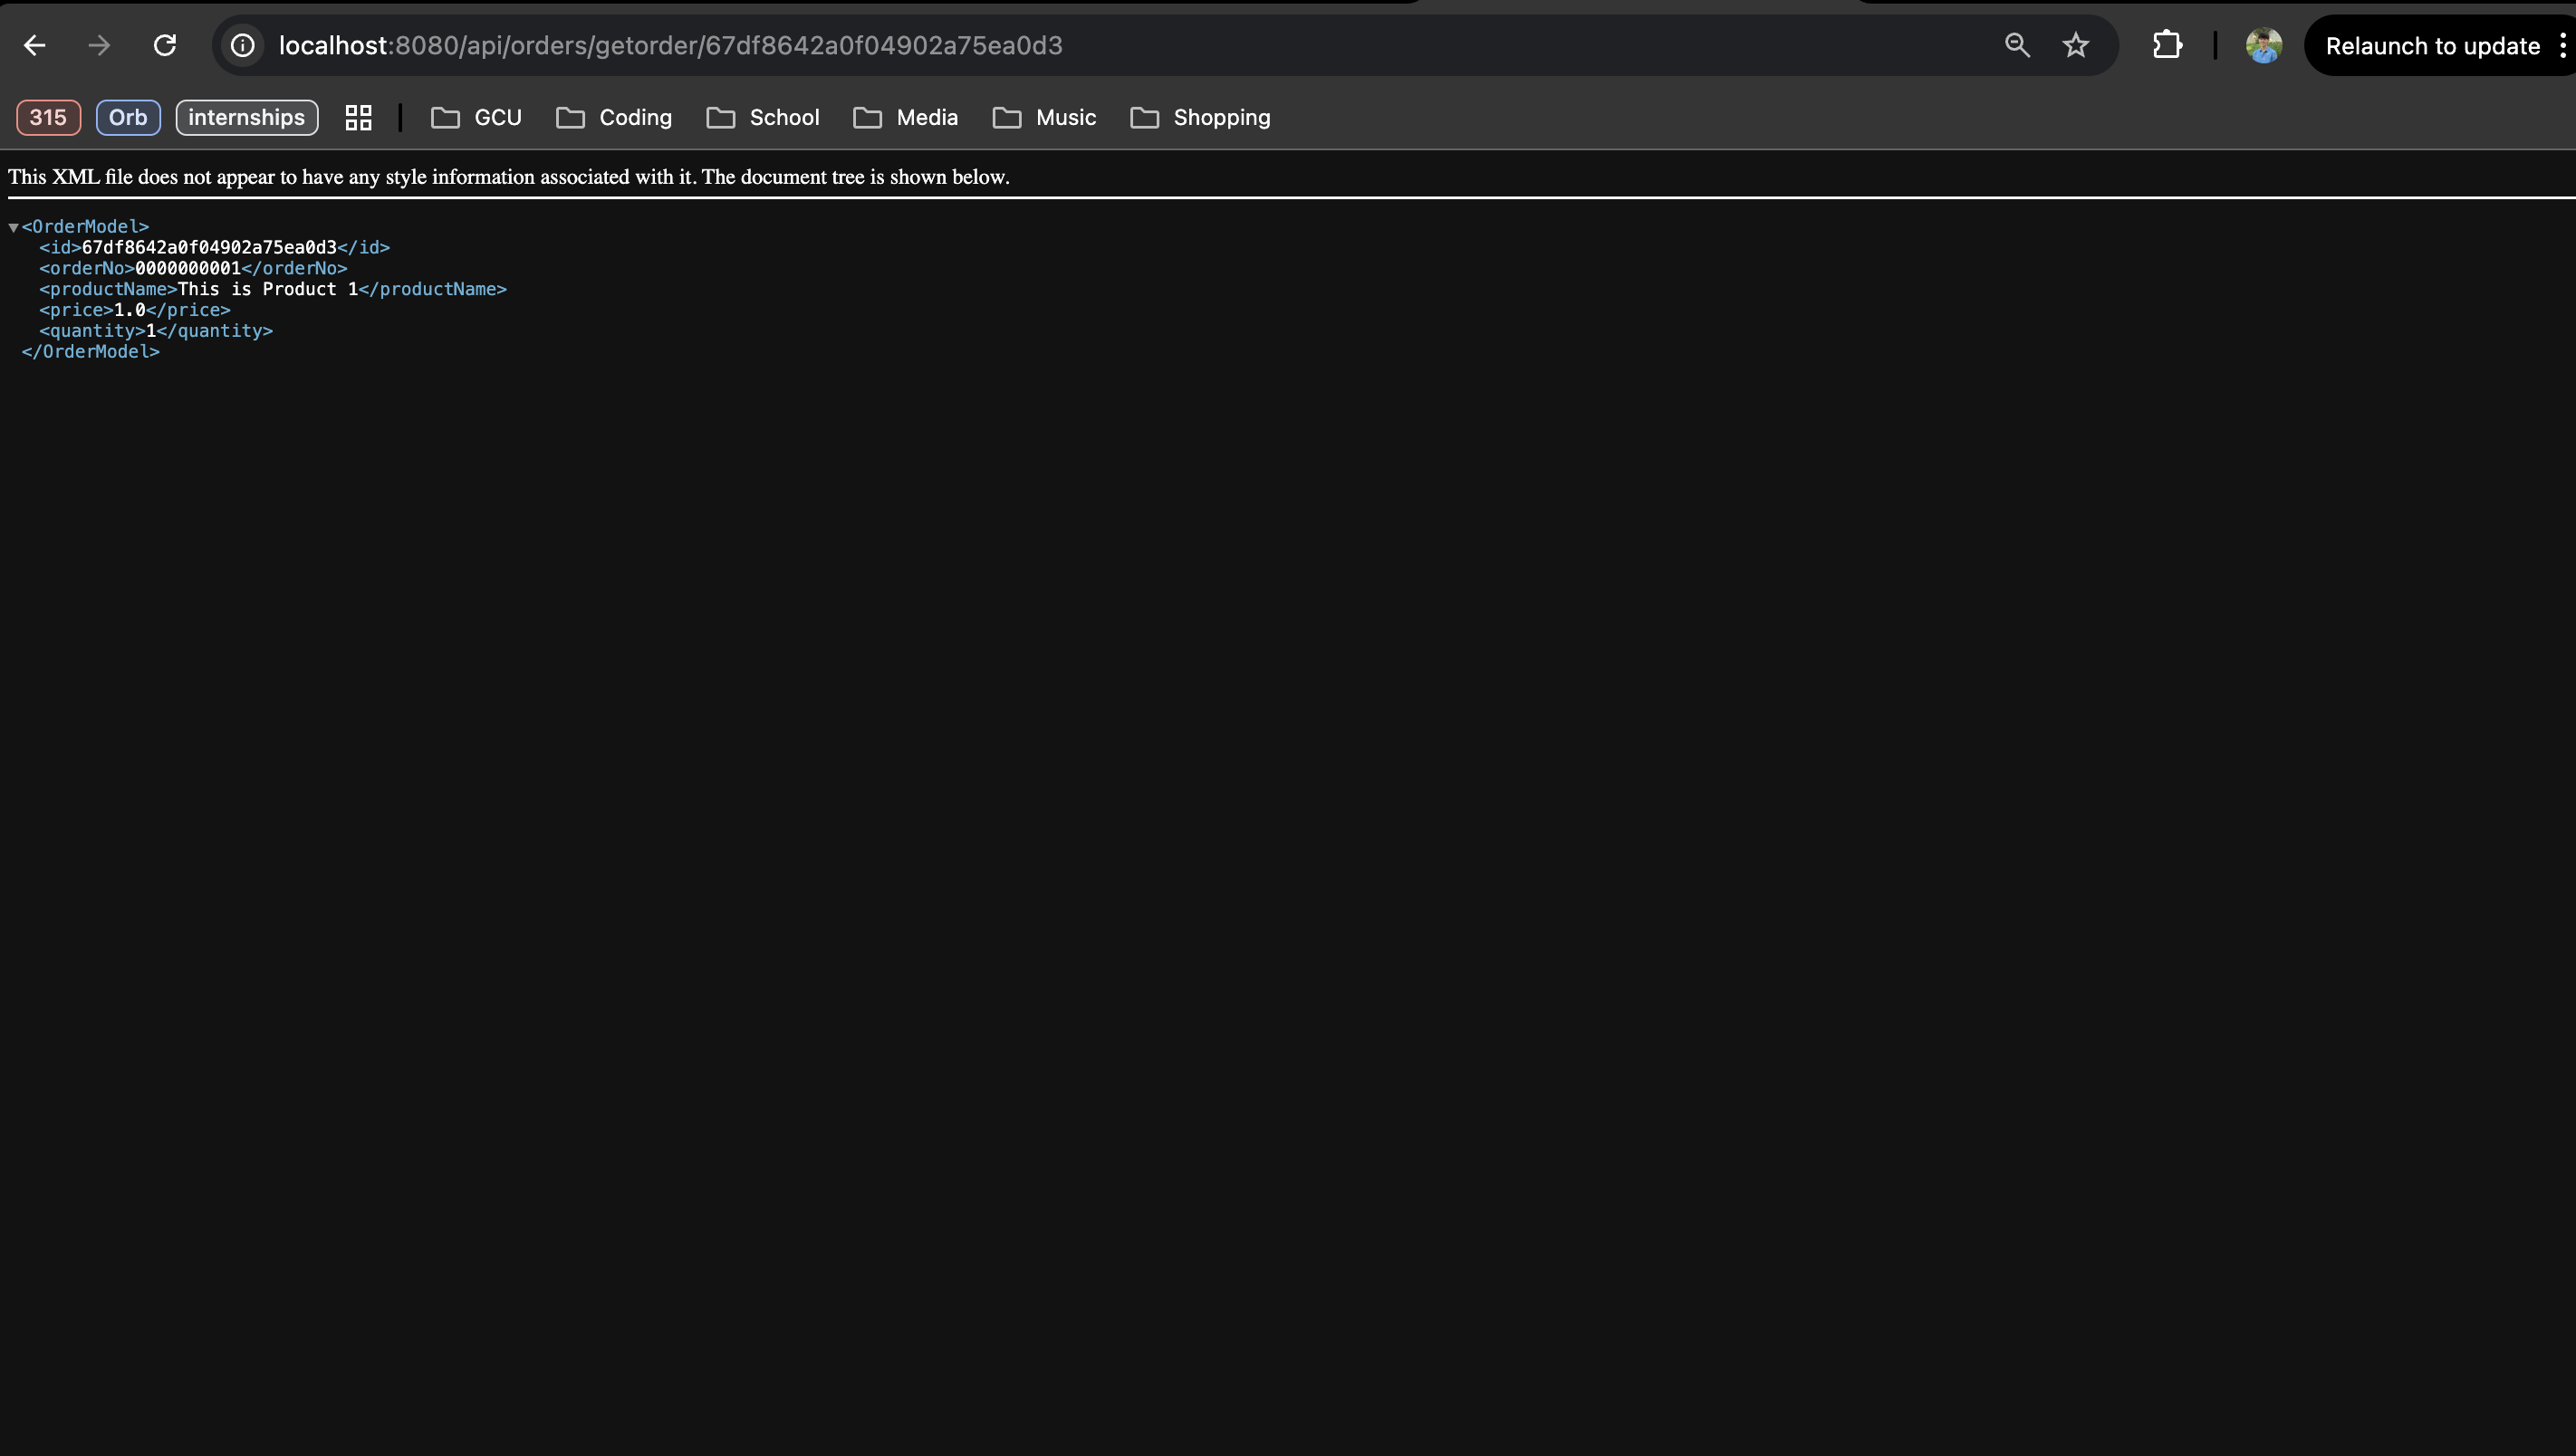 localhost:8080/api/orders/getorder/67df8642a0f04902a75ea0d3
Relaunch to update
315 Orb internships GCU Coding School Media Music Shopping
This XML file does not appear to have any style information associated with it. The document tree is shown below.
<OrderModel>
<id>67df8642a0f04902a75ea0d3</id>
<orderNo>0000000001</orderNo>
<productName>This is Product 1</productName>
<price>1.0</price>
<quantity>1</quantity>
</OrderModel>